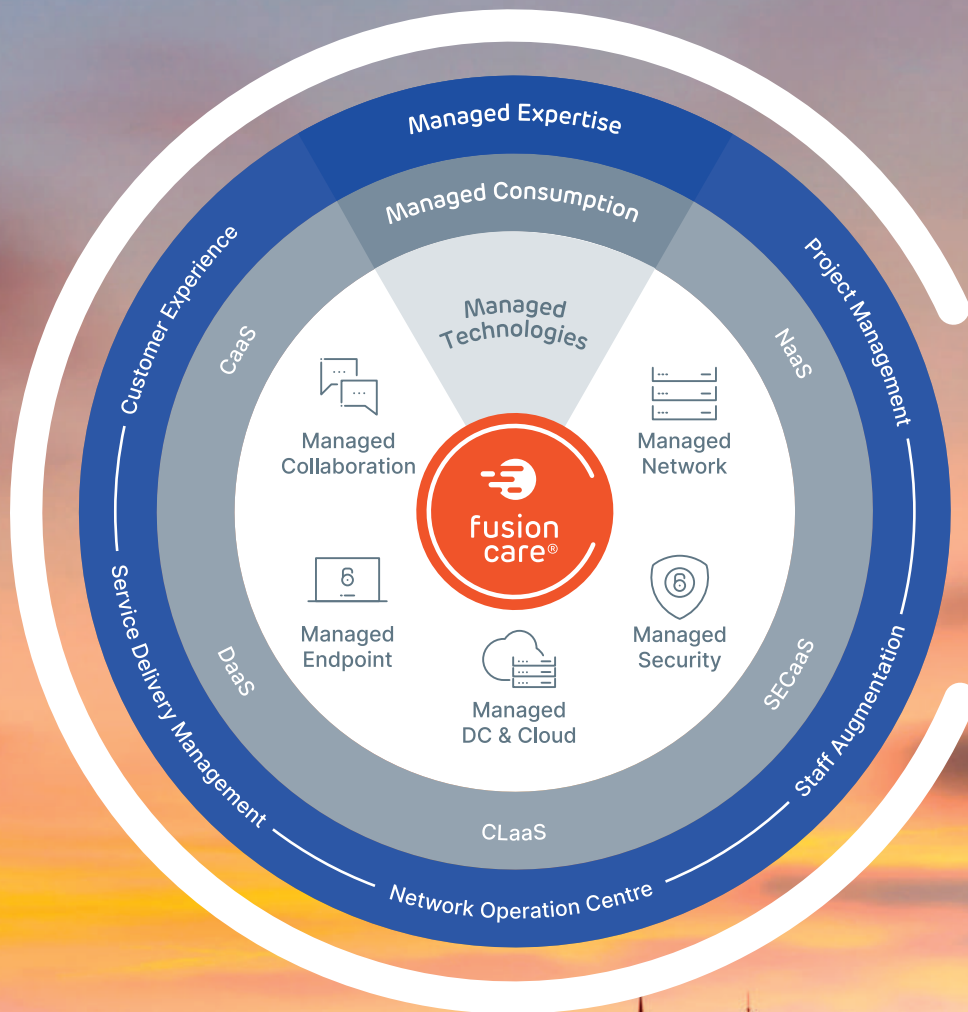 Managed Expertise
Managed Consumption
Managed
Technologies
Customer Experience
Project Management
CaaS
NaaS
Managed
Collaboration
Managed
Network
fusion
care®
Managed
Endpoint
Managed
Security
Managed
DC & Cloud
DaaS
SECaaS
CLaaS
Service Delivery Management
Staff Augmentation
Network Operation Centre